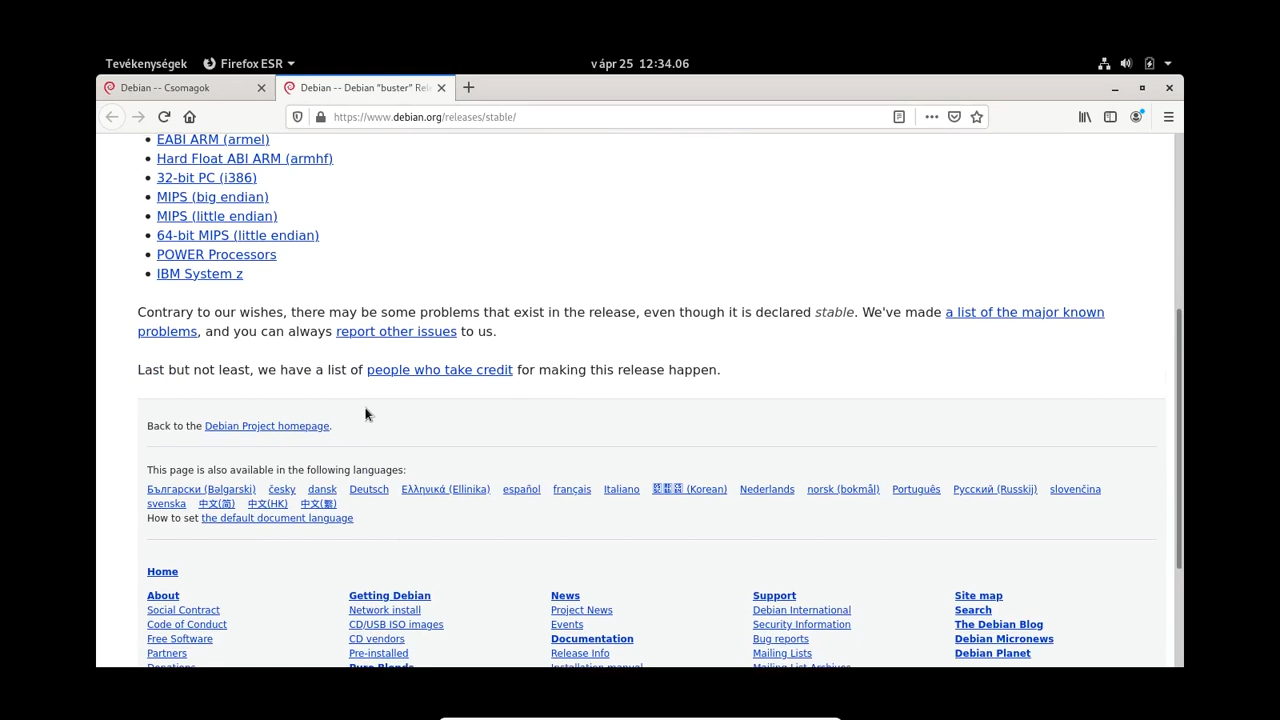 Tevékenységek Firefox ESR v ápr 25 12:34.06
Debian -- Csomagok Debian -- Debian "buster" Rel
https://www.debian.org/releases/stable/
EABI ARM (armel)
Hard Float ABI ARM (armhf)
32-bit PC (i386)
MIPS (big endian)
MIPS (little endian)
64-bit MIPS (little endian)
POWER Processors
IBM System z
Contrary to our wishes, there may be some problems that exist in the release, even though it is declared stable. We've made a list of the major known
problems, and you can always report other issues to us.
Last but not least, we have a list of people who take credit for making this release happen.
Back to the Debian Project homepage.
This page is also available in the following languages:
Български (Bəlgarski) česky dansk Deutsch Ελληνικά (Ellinika) español français Italiano (Korean) Nederlands norsk (bokmål) Português Русский (Russkij) slovenčina
svenska 中文(简) 中文(HK) 中文(繁)
How to set the default document language
Home
About Getting Debian News Support Site map
Social Contract Network install Project News Debian International Search
Code of Conduct CD/USB ISO images Events Security Information The Debian Blog
Free Software CD vendors Documentation Bug reports Debian Micronews
Partners Pre-installed Release Info Mailing Lists Debian Planet
Donations Pure Blends Installation manual Mailing List Archives